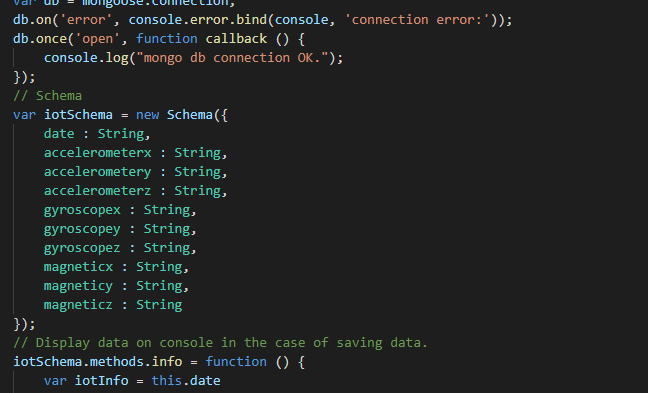 var db = mongoose.connection;
db.on('error', console.error.bind(console, 'connection error:'));
db.once('open', function callback () {
console.log("mongo db connection OK.");
});
// Schema
var iotSchema = new Schema({
date : String,
accelerometerx : String,
accelerometery : String,
accelerometerz : String,
gyroscopex : String,
gyroscopey : String,
gyroscopez : String,
magneticx : String,
magneticy : String,
magneticz : String
});
// Display data on console in the case of saving data.
iotSchema.methods.info = function () {
var iotInfo = this.date